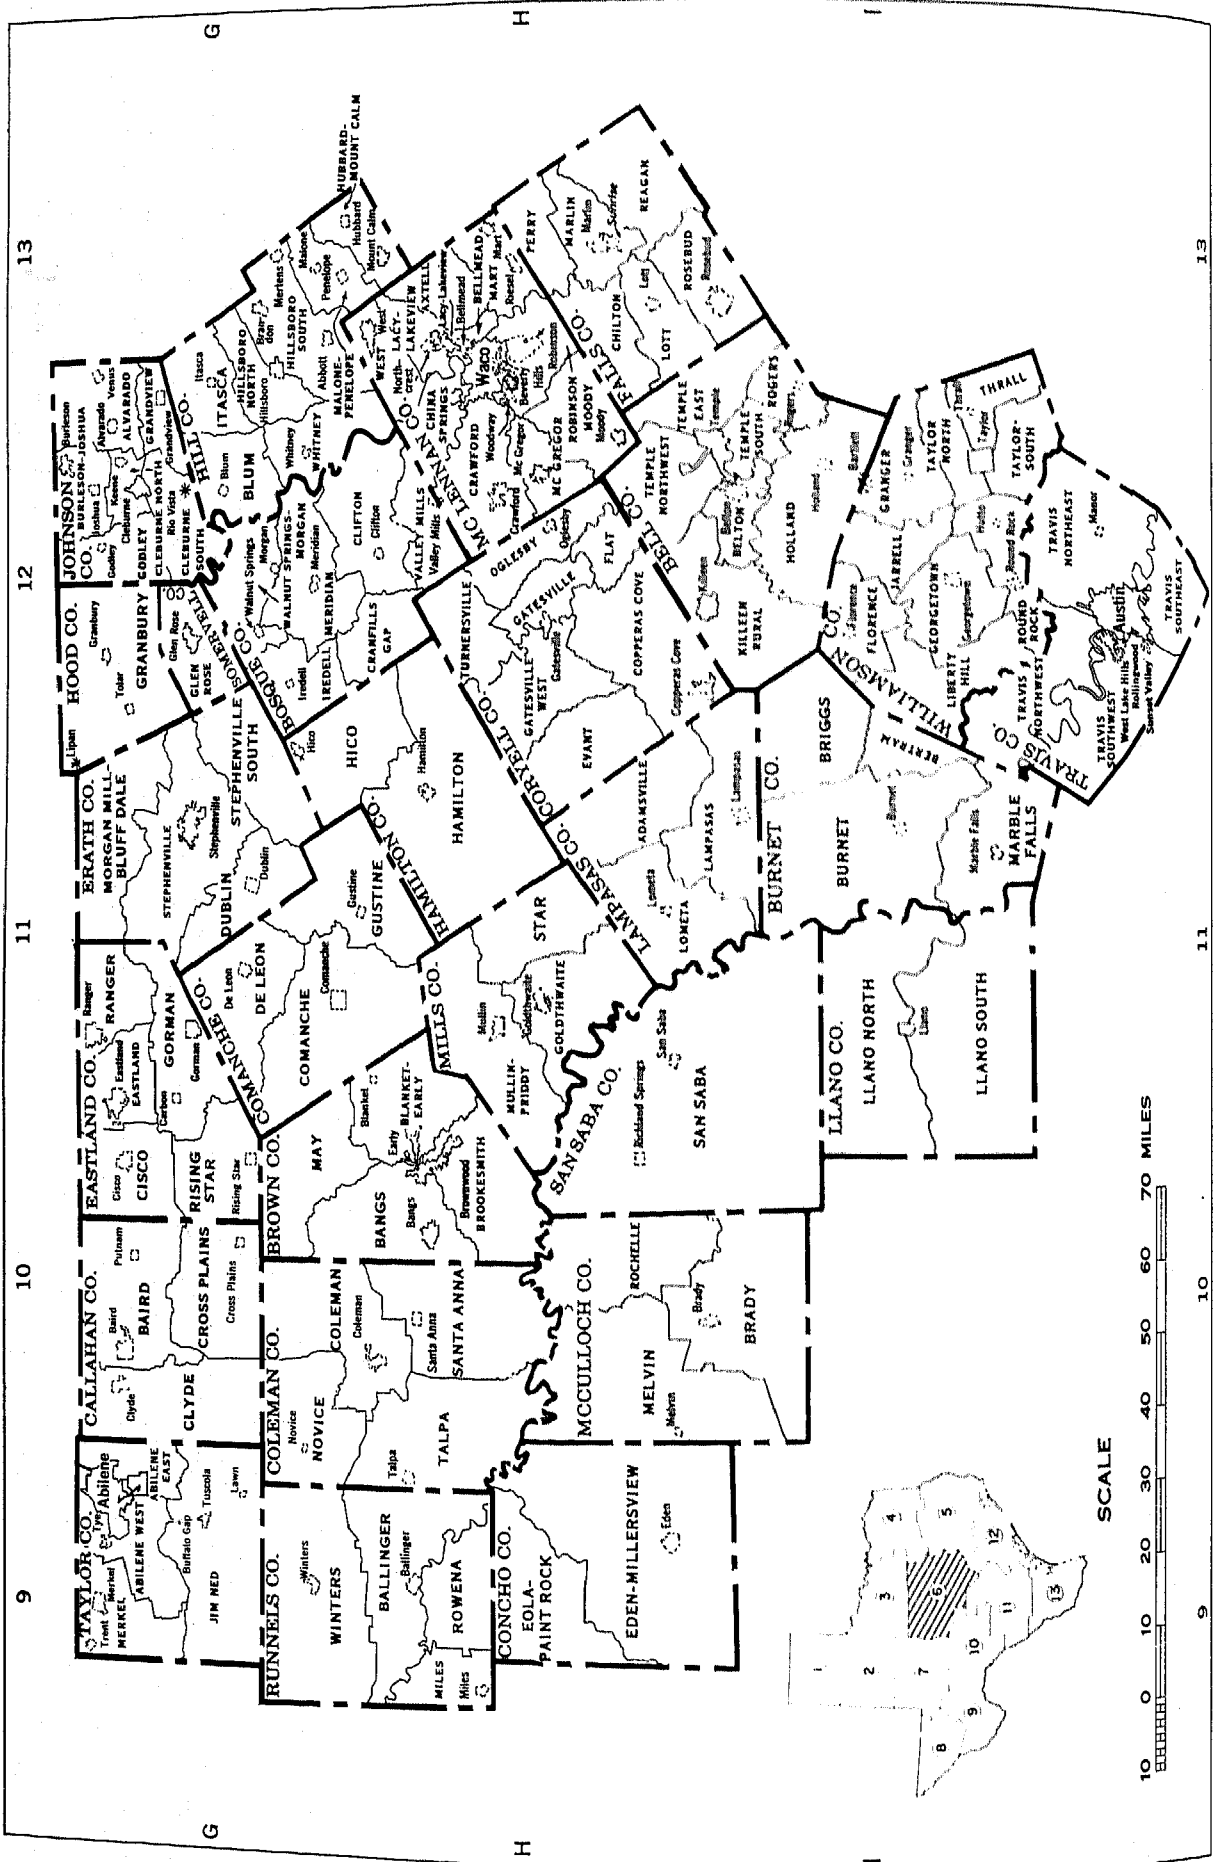 9
10
11
12
13
G
H
I
TAYLOR CO.
Trent
Merkel
MERKEL
Tye
Abilene
ABILENE WEST
ABILENE
EAST
Buffalo Gap
Tuscola
Lawn
JIM NED
CALLAHAN CO.
Clyde
Baird
Putnam
BAIRD
CLYDE
CROSS PLAINS
Cross Plains
EASTLAND CO.
Cisco
CISCO
Eastland
EASTLAND
Ranger
RANGER
Carbon
GORMAN
Gorman
RISING
STAR
Rising Star
ERATH CO.
MORGAN MILL-
BLUFF DALE
STEPHENVILLE
Stephenville
STEPHENVILLE
SOUTH
DUBLIN
Dublin
HOOD CO.
Lipan
Tolar
Granbury
GRANBURY
SOMERVELL
CO.
Glen Rose
GLEN
ROSE
JOHNSON
CO.
BURLESON-JOSHUA
Burleson
Joshua
Godley
GODLEY
Keene
Cleburne
Alvarado
ALVARADO
Venus
CLEBURNE NORTH
Rio Vista
CLEBURNE
SOUTH
Grandview
GRANDVIEW
HILL CO.
Itasca
ITASCA
Blum
BLUM
HILLSBORO
NORTH
Hillsboro
Bran-
don
HILLSBORO
SOUTH
Mertens
Malone
Penelope
HUBBARD-
MOUNT CALM
Hubbard
Mount Calm
Whitney
WHITNEY
Abbott
MALONE-
PENELOPE
RUNNELS CO.
Winters
WINTERS
BALLINGER
Ballinger
ROWENA
MILES
Miles
COLEMAN CO.
Novice
NOVICE
COLEMAN
Coleman
Santa Anna
SANTA ANNA
Talpa
TALPA
BROWN CO.
MAY
BANGS
Bangs
Early
BLANKET-
EARLY
Blanket
Brownwood
BROOKESMITH
COMANCHE CO.
De Leon
DE LEON
COMANCHE
Comanche
Gustine
GUSTINE
HAMILTON CO.
Hico
HICO
Hamilton
HAMILTON
BOSQUE CO.
Walnut Springs
Morgan
WALNUT SPRINGS-
MORGAN
Iredell
IREDELL
Meridian
MERIDIAN
CLIFTON
Clifton
CRANFILLS
GAP
VALLEY MILLS
Valley Mills
MC LENNAN CO.
West
WEST
North-
crest
LACY-
LAKEVIEW
AXTELL
Lacy-Lakeview
Bellmead
BELLMEAD
MART
Mart
Riesel
CHINA
SPRINGS
Waco
CRAWFORD
Crawford
Woodway
Beverly
Hills
Robinson
Mc Gregor
MC GREGOR
ROBINSON
MOODY
Moody
CONCHO CO.
EOLA-
PAINT ROCK
EDEN-MILLERSVIEW
Eden
MCCULLOCH CO.
ROCHELLE
MELVIN
Melvin
Brady
BRADY
MILLS CO.
Mullin
MULLIN-
PRIDDY
Goldthwaite
GOLDTHWAITE
STAR
SAN SABA CO.
Richland Springs
San Saba
SAN SABA
LAMPASAS CO.
Lometa
LOMETA
ADAMSVILLE
LAMPASAS
Lampasas
CORYELL CO.
TURNERSVILLE
OGLESBY
Oglesby
GATESVILLE
WEST
GATESVILLE
Gatesville
FLAT
EVANT
COPPERAS COVE
Copperas Cove
FALLS CO.
PERRY
MARLIN
Marlin
REAGAN
CHILTON
Lott
LOTT
ROSEBUD
Rosebud
BELL CO.
TEMPLE
NORTHWEST
TEMPLE
EAST
Temple
TEMPLE
SOUTH
ROGERS
Rogers
Killeen
KILLEEN
RURAL
Belton
BELTON
HOLLAND
Holland
LLANO CO.
LLANO NORTH
Llano
LLANO SOUTH
BURNET CO.
BRIGGS
BURNET
Burnet
BERTRAM
Marble Falls
MARBLE
FALLS
WILLIAMSON CO.
Florence
FLORENCE
JARRELL
Bartlett
GRANGER
Granger
GEORGETOWN
Georgetown
TAYLOR
NORTH
Taylor
Thrall
THRALL
TAYLOR-
SOUTH
Hutto
LIBERTY
HILL
Round Rock
ROUND
ROCK
TRAVIS CO.
TRAVIS
NORTHWEST
TRAVIS
NORTHEAST
Manor
Austin
TRAVIS
SOUTHWEST
West Lake Hills
Rollingwood
Sunset Valley
TRAVIS
SOUTHEAST
1
2
3
4
5
6
7
8
9
10
11
12
13
SCALE
10 0 10 20 30 40 50 60 70 MILES
9
10
11
13
G
H
I